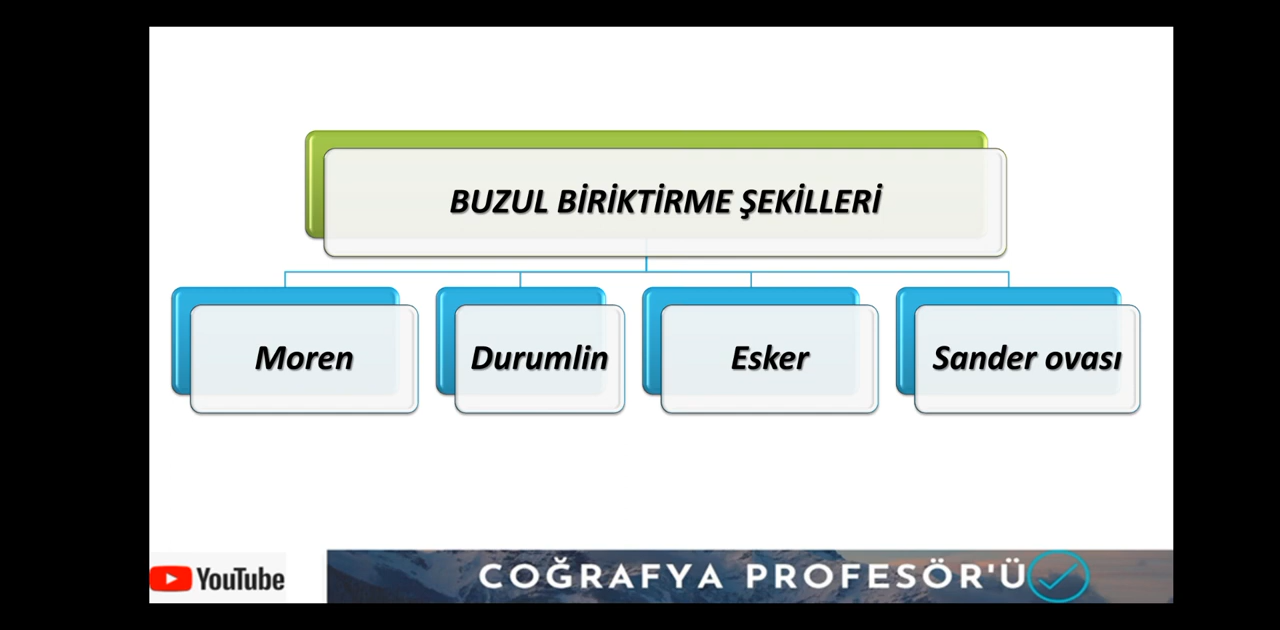 BUZUL BİRİKTİRME ŞEKİLLERİ
Moren
Durumlin
Esker
Sander ovası
YouTube
COĞRAFYA PROFESÖR'Ü